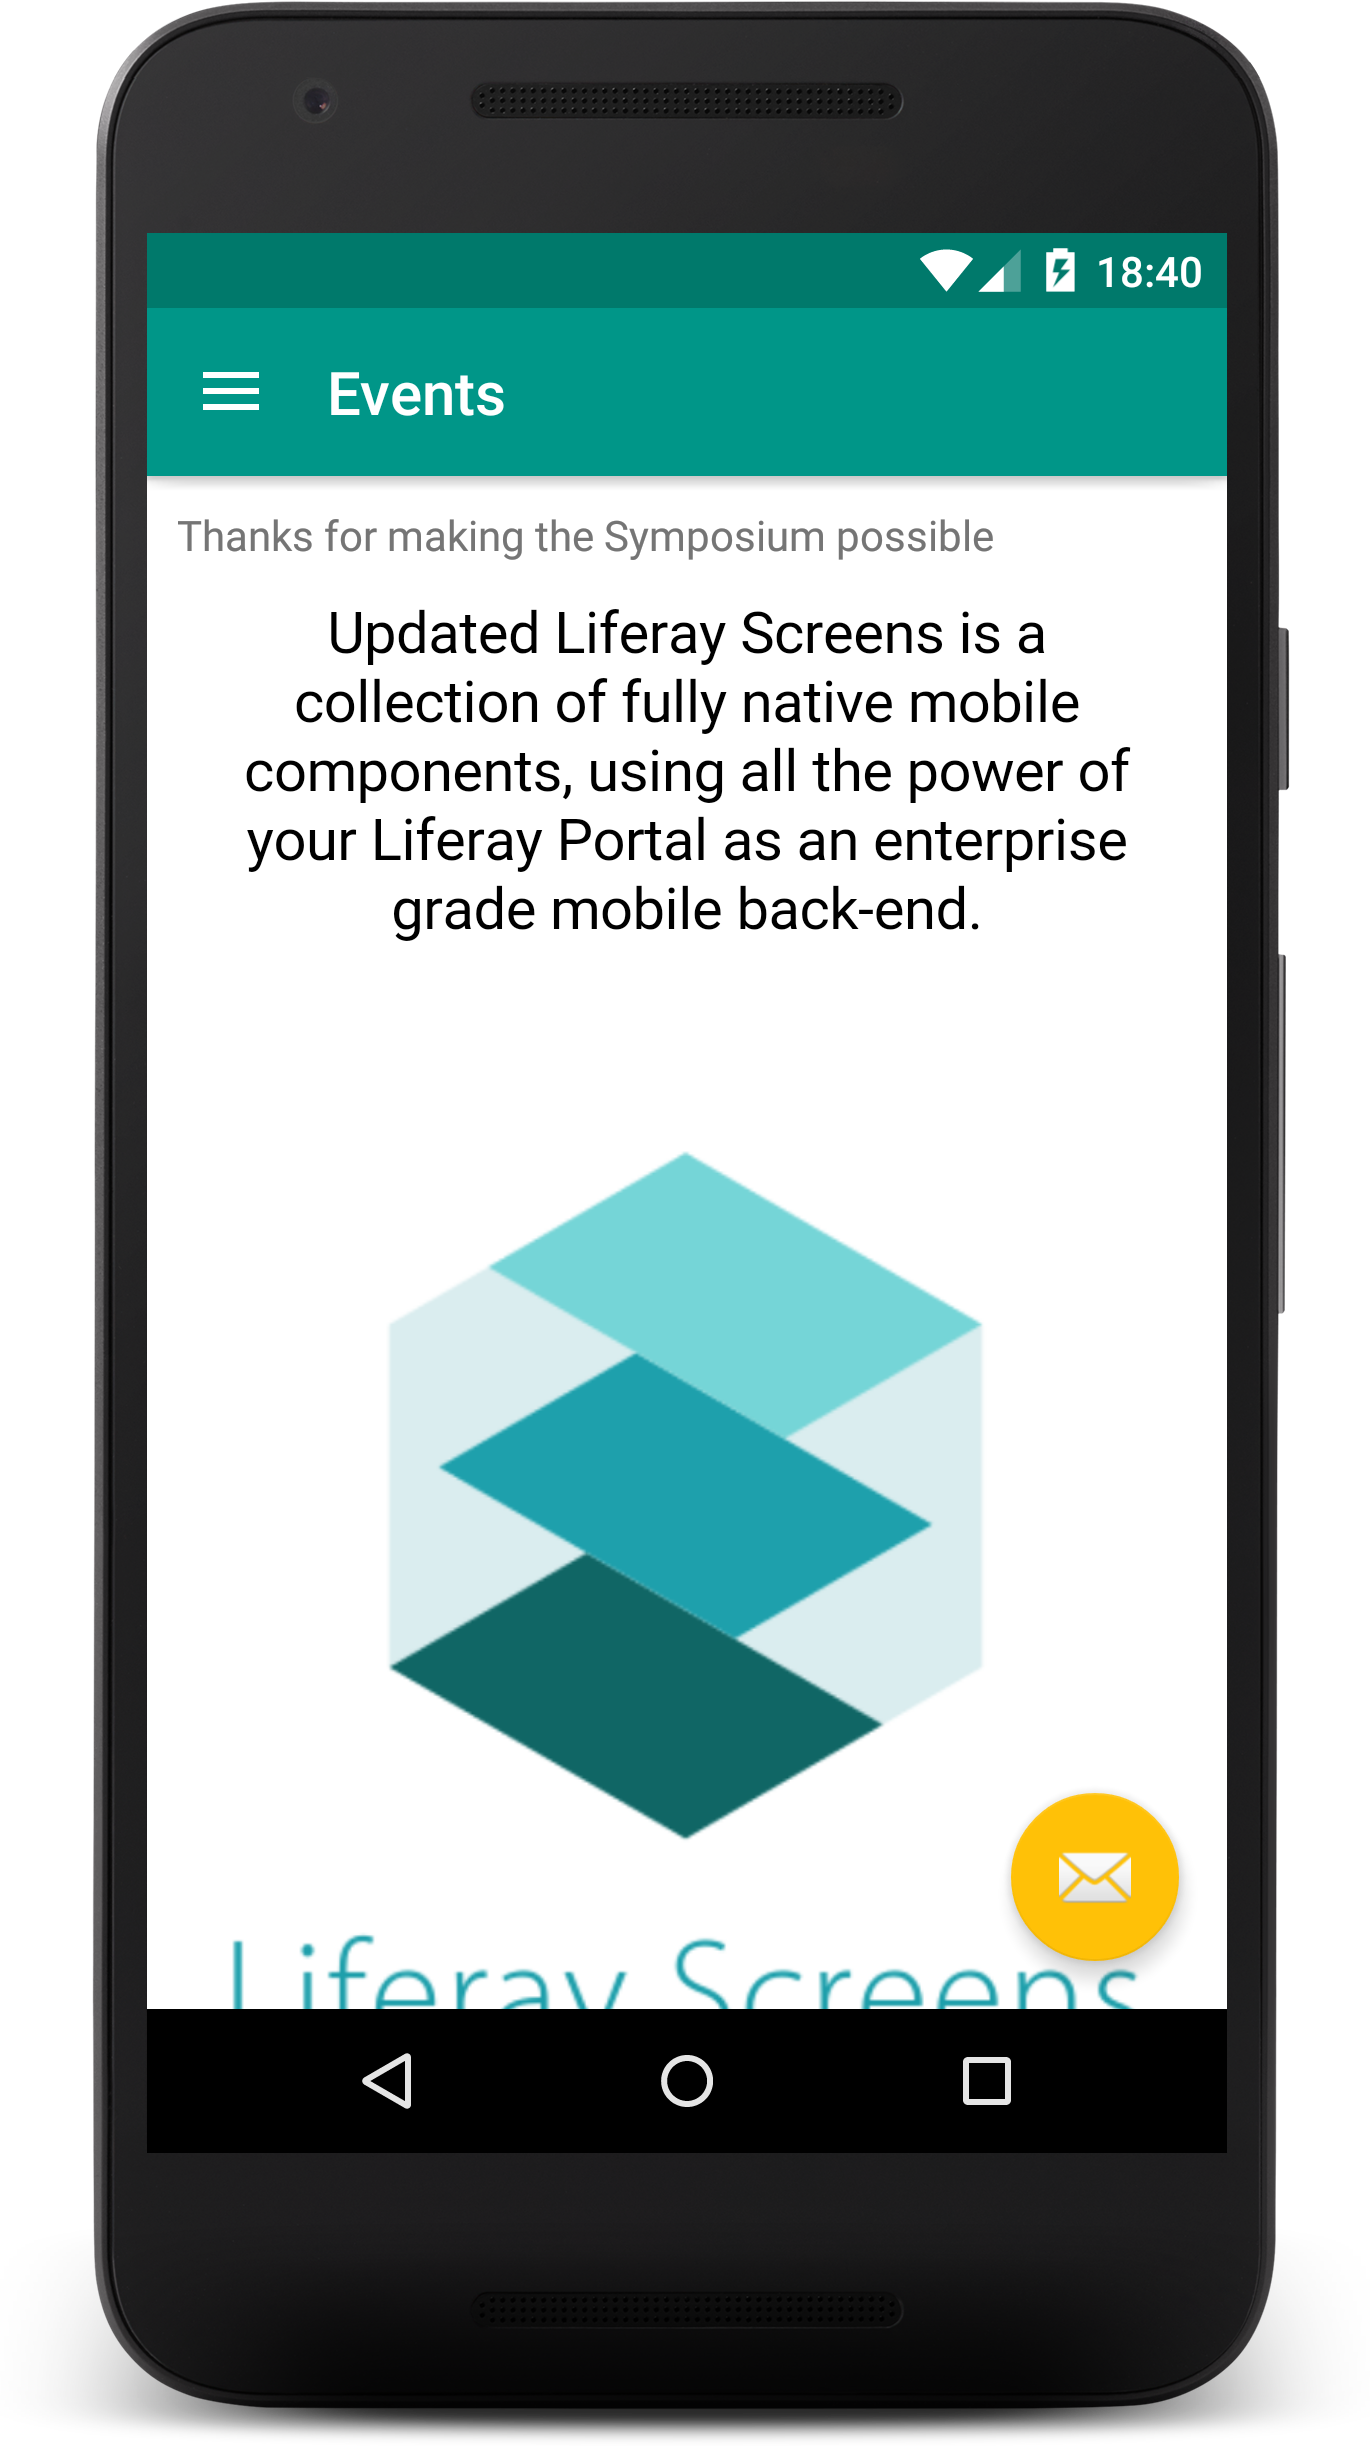 18:40
Events
Thanks for making the Symposium possible
Updated Liferay Screens is a
collection of fully native mobile
components, using all the power of
your Liferay Portal as an enterprise
grade mobile back-end.
Liferay Screens